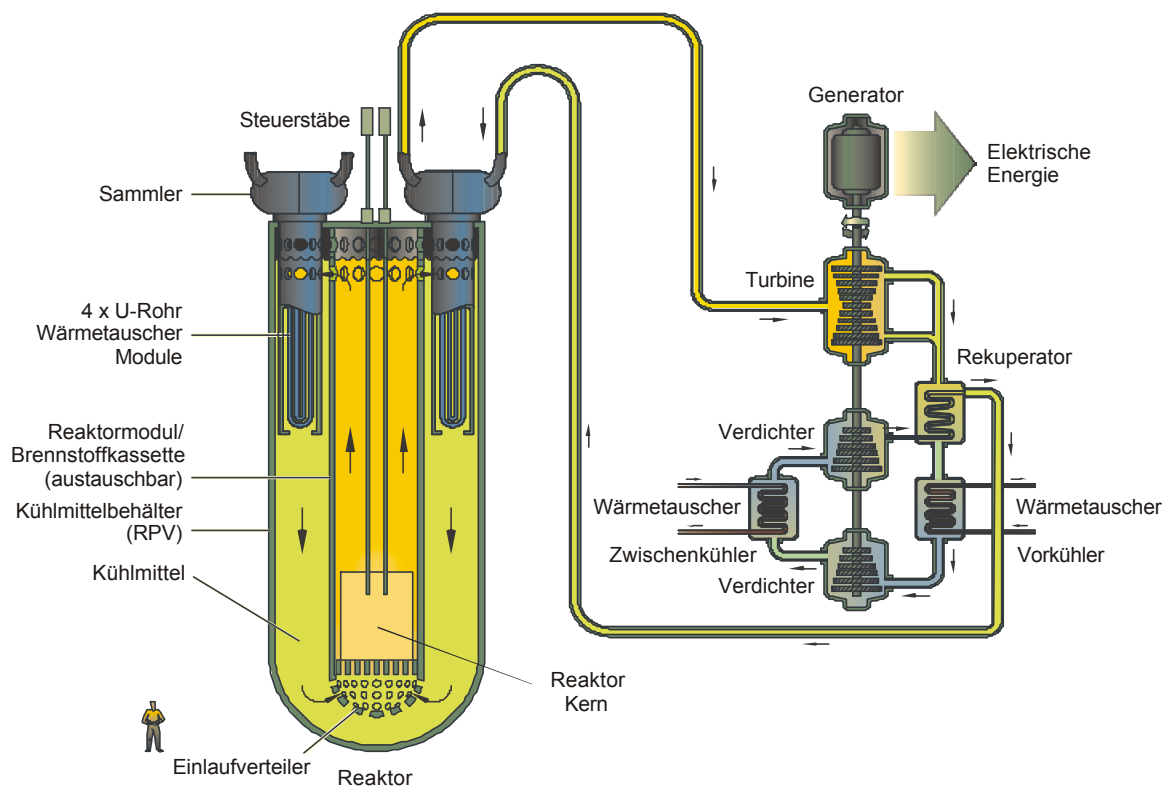 Generator
Steuerstäbe
Elektrische
Energie
Sammler
Turbine
4 x U-Rohr
Wärmetauscher
Module
Rekuperator
Reaktormodul/
Brennstoffkassette
(austauschbar)
Verdichter
Kühlmittelbehälter
(RPV)
Wärmetauscher
Wärmetauscher
Zwischenkühler
Vorkühler
Kühlmittel
Verdichter
Reaktor
Kern
Einlaufverteiler
Reaktor